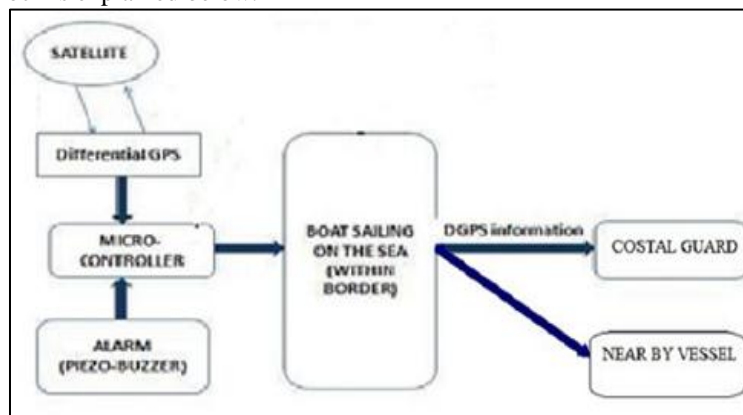 SATELLITE
Differential GPS
MICRO-
CONTROLLER
ALARM
(PIEZO-BUZZER)
BOAT SAILING
ON THE SEA
(WITHIN
BORDER)
DGPS information
COSTAL GUARD
NEAR BY VESSEL